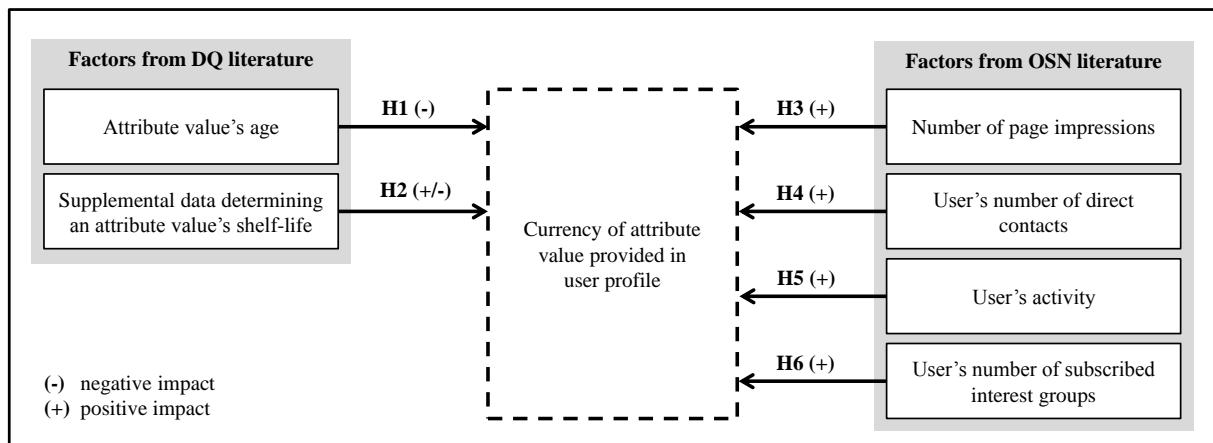 Factors from DQ literature
Attribute value's age
Supplemental data determining
an attribute value's shelf-life
H1 (-)
H2 (+/-)
Currency of attribute
value provided in
user profile
H3 (+)
H4 (+)
H5 (+)
H6 (+)
Factors from OSN literature
Number of page impressions
User's number of direct
contacts
User's activity
User's number of subscribed
interest groups
(-) negative impact
(+) positive impact